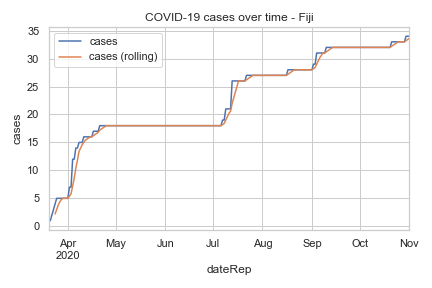 COVID-19 cases over time - Fiji
cases
cases (rolling)
cases
35
30
25
20
15
10
5
0
Apr
2020
May
Jun
Jul
Aug
Sep
Oct
Nov
dateRep